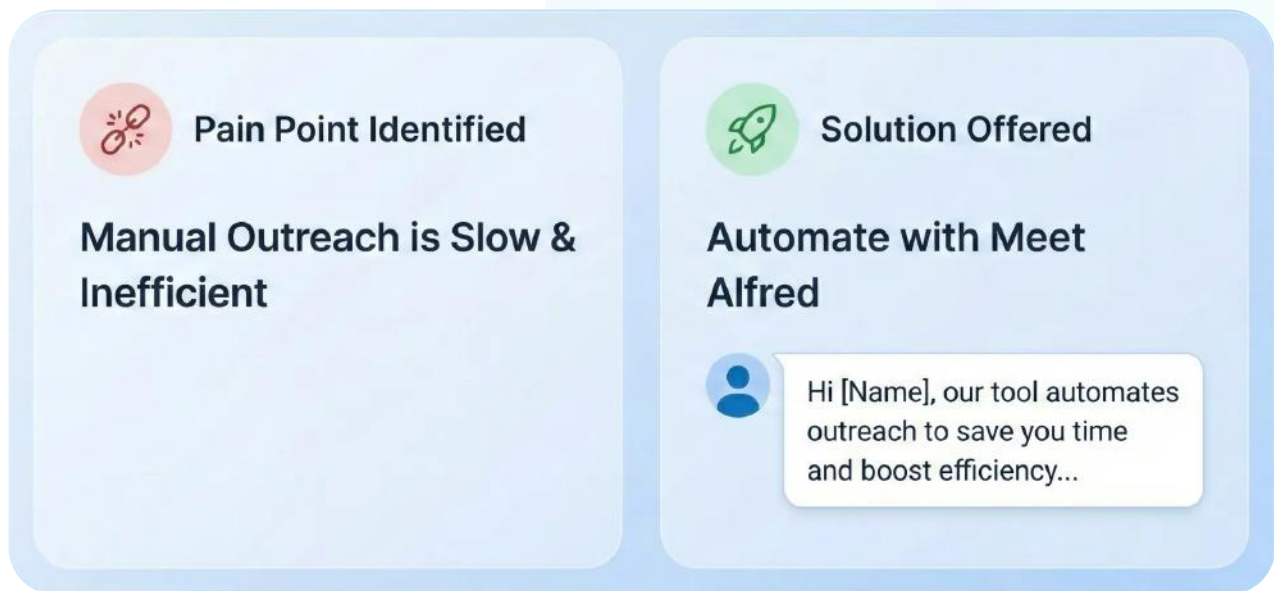 Pain Point Identified
Manual Outreach is Slow &
Inefficient
Solution Offered
Automate with Meet
Alfred
Hi [Name], our tool automates
outreach to save you time
and boost efficiency...